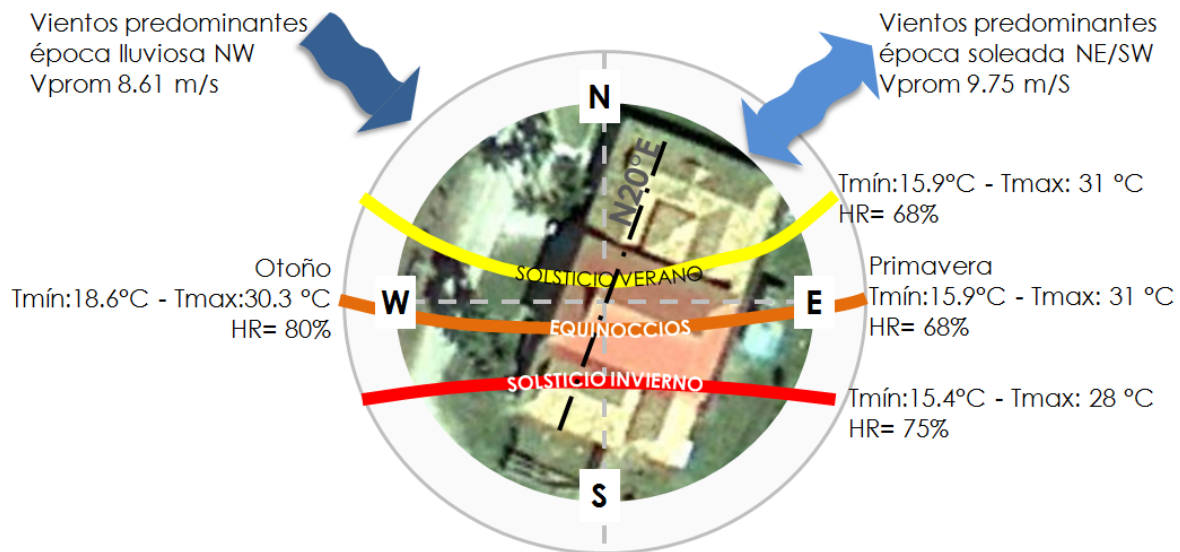 Vientos predominantes
época lluviosa NW
Vprom 8.61 m/s
Vientos predominantes
época soleada NE/SW
Vprom 9.75 m/S
N
N20°E
Tmín:15.9°C - Tmax: 31 °C
HR= 68%
SOLSTICIO VERANO
Otoño
Tmín:18.6°C - Tmax:30.3 °C
HR= 80%
W
E
Primavera
Tmín:15.9°C - Tmax: 31 °C
HR= 68%
EQUINOCCIOS
SOLSTICIO INVIERNO
Tmín:15.4°C - Tmax: 28 °C
HR= 75%
S